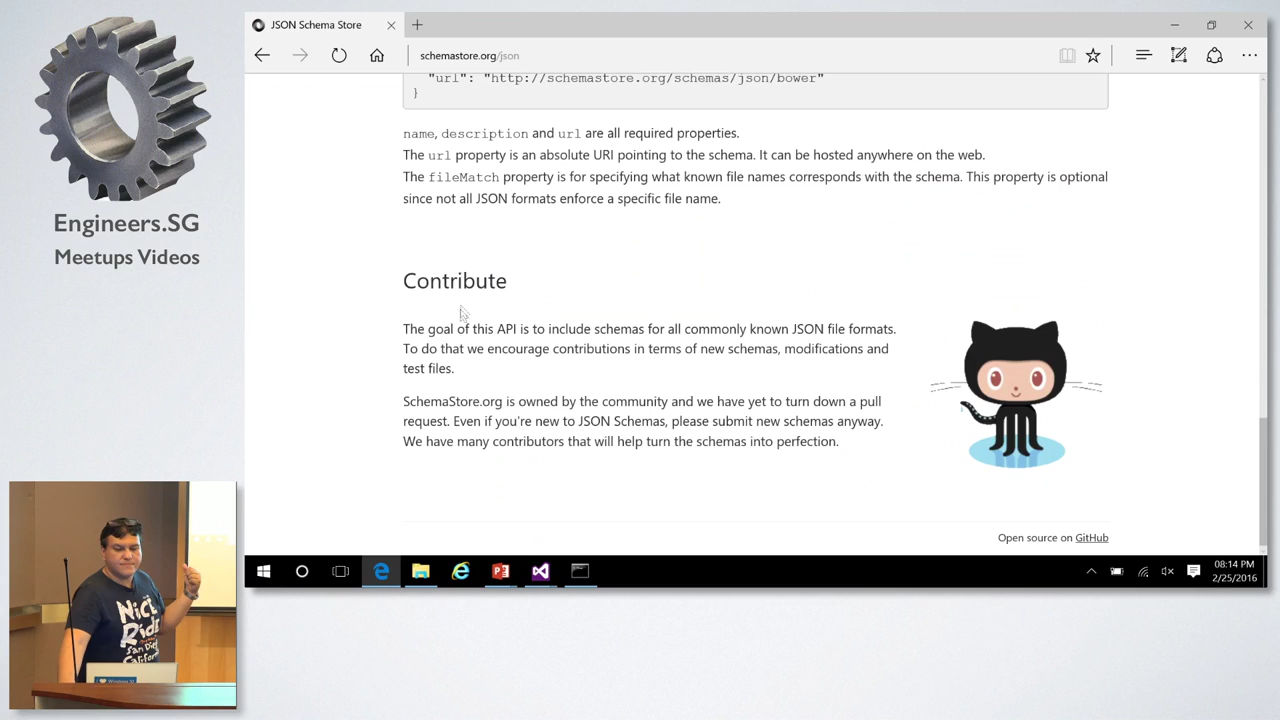 JSON Schema Store
schemastore.org/json
"url": "http://schemastore.org/schemas/json/bower"
}
name, description and url are all required properties.
The url property is an absolute URI pointing to the schema. It can be hosted anywhere on the web.
The fileMatch property is for specifying what known file names corresponds with the schema. This property is optional
since not all JSON formats enforce a specific file name.
Contribute
The goal of this API is to include schemas for all commonly known JSON file formats.
To do that we encourage contributions in terms of new schemas, modifications and
test files.
SchemaStore.org is owned by the community and we have yet to turn down a pull
request. Even if you're new to JSON Schemas, please submit new schemas anyway.
We have many contributors that will help turn the schemas into perfection.
Open source on GitHub
08:14 PM
2/25/2016
Engineers.SG
Meetups Videos
Nice
Ride
San Diego
California